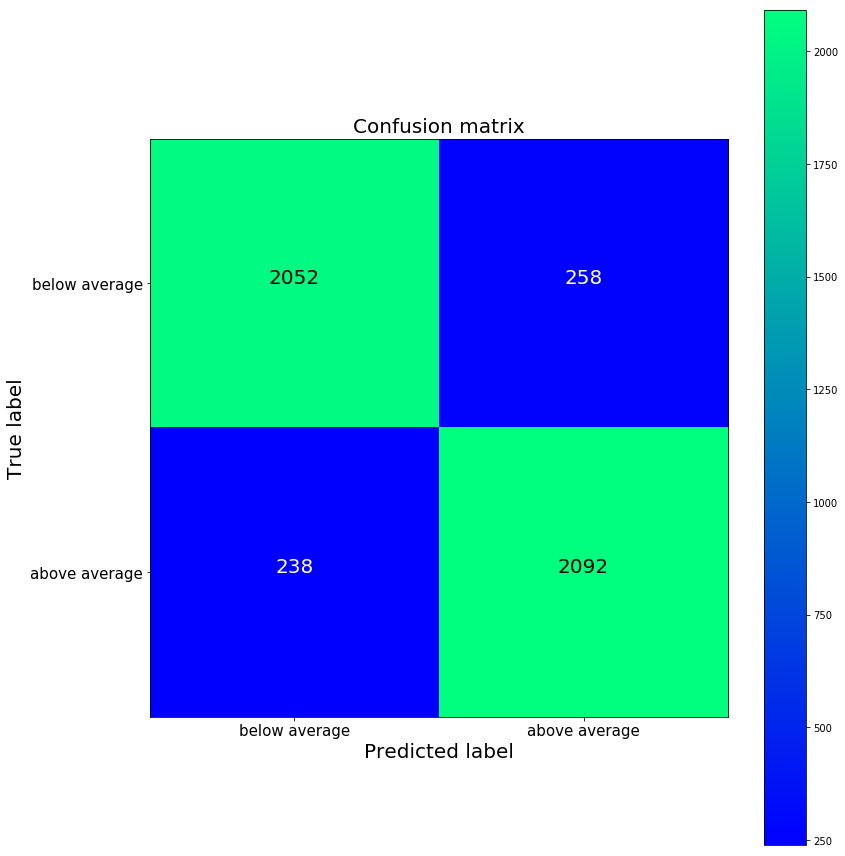 Confusion matrix
True label
below average
above average
2052
258
238
2092
below average
above average
Predicted label
2000
1750
1500
1250
1000
750
500
250